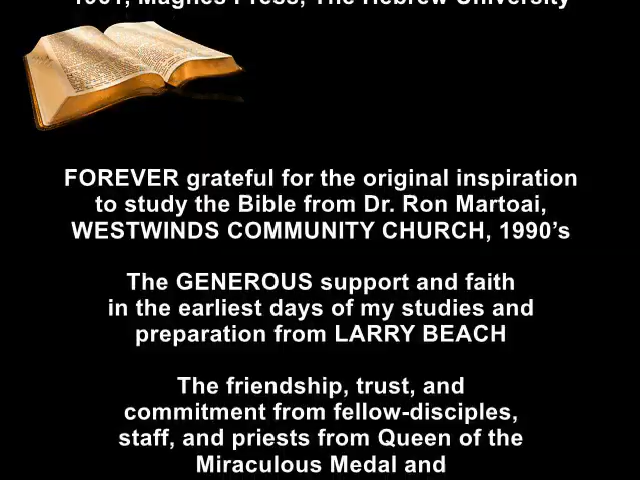 1961, Magnes Press, The Hebrew University
FOREVER grateful for the original inspiration
to study the Bible from Dr. Ron Martoai,
WESTWINDS COMMUNITY CHURCH, 1990’s
The GENEROUS support and faith
in the earliest days of my studies and
preparation from LARRY BEACH
The friendship, trust, and
commitment from fellow-disciples,
staff, and priests from Queen of the
Miraculous Medal and